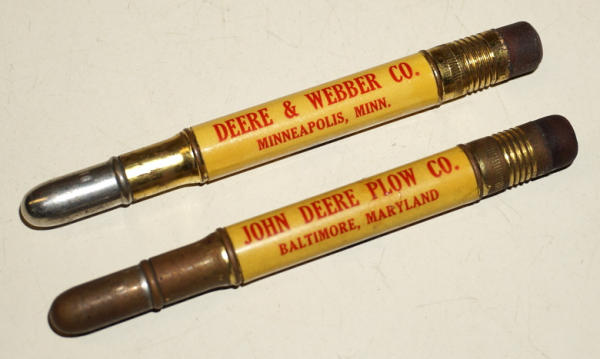 DEERE & WEBBER CO.
MINNEAPOLIS, MINN.
JOHN DEERE PLOW CO.
BALTIMORE, MARYLAND